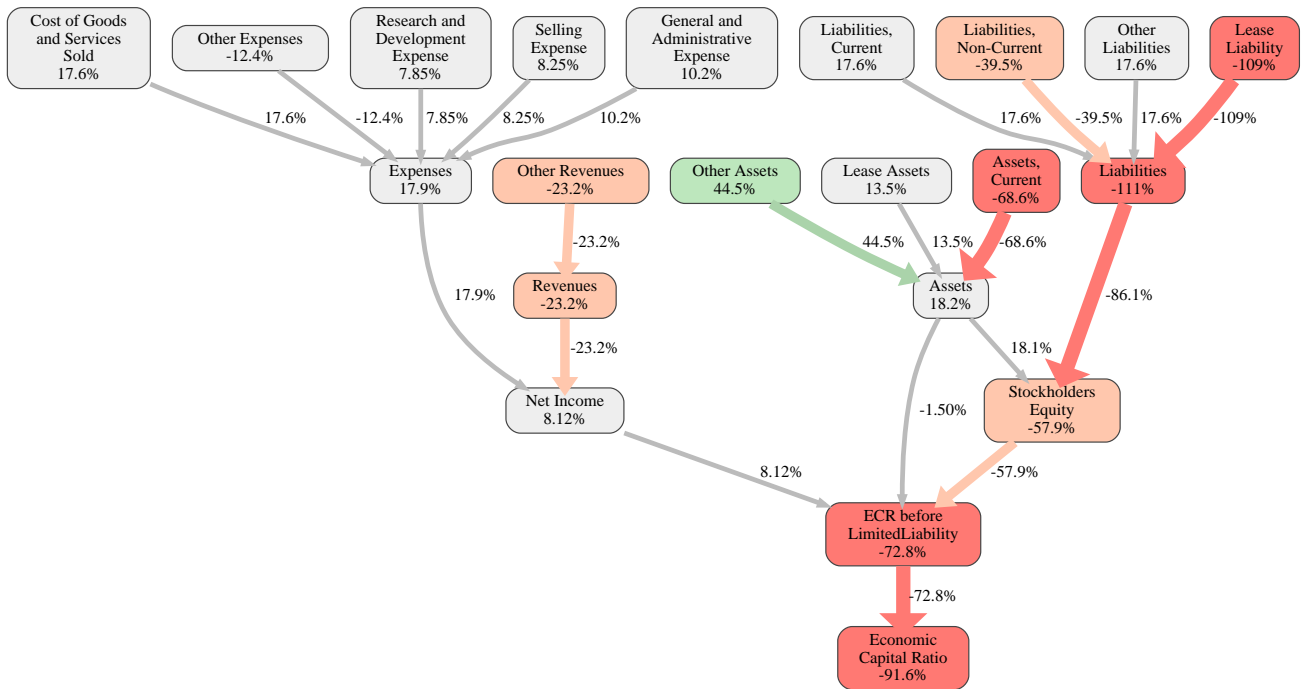 Cost of Goods
and Services
Sold
17.6%
Other Expenses
-12.4%
Research and
Development
Expense
7.85%
Selling
Expense
8.25%
General and
Administrative
Expense
10.2%
Liabilities,
Current
17.6%
Liabilities,
Non-Current
-39.5%
Other
Liabilities
17.6%
Lease
Liability
-109%
17.6%
-12.4%
7.85%
8.25%
10.2%
17.6%
-39.5%
17.6%
-109%
Expenses
17.9%
Other Revenues
-23.2%
Other Assets
44.5%
Lease Assets
13.5%
Assets,
Current
-68.6%
Liabilities
-111%
-23.2%
44.5%
13.5%
-68.6%
17.9%
Revenues
-23.2%
Assets
18.2%
-86.1%
-23.2%
18.1%
Net Income
8.12%
-1.50%
Stockholders
Equity
-57.9%
8.12%
-57.9%
ECR before
LimitedLiability
-72.8%
-72.8%
Economic
Capital Ratio
-91.6%